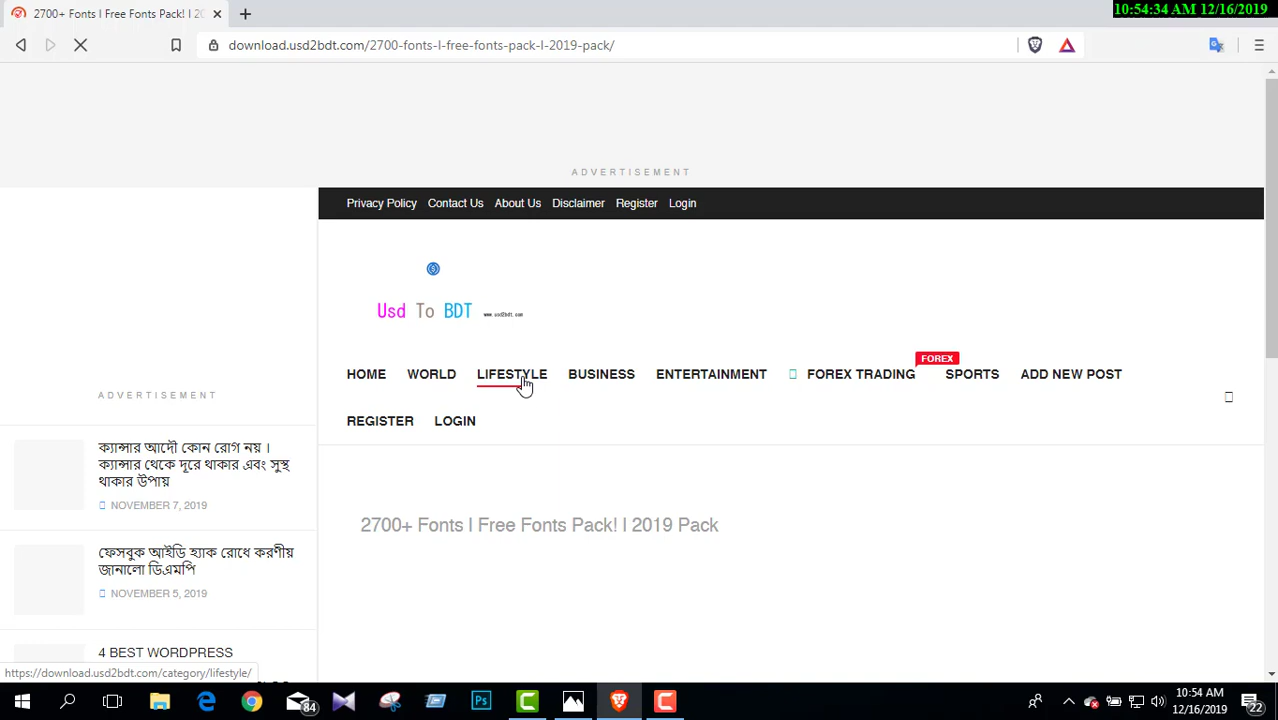 10:54:34 AM 12/16/2019
2700+ Fonts I Free Fonts Pack! I 20
download.usd2bdt.com/2700-fonts-I-free-fonts-pack-I-2019-pack/
ADVERTISEMENT
Privacy Policy Contact Us About Us Disclaimer Register Login
Usd To BDT www.usd2bdt.com
FOREX
HOME WORLD LIFESTYLE BUSINESS ENTERTAINMENT FOREX TRADING SPORTS ADD NEW POST
REGISTER LOGIN
ADVERTISEMENT
ক্যান্সার আদৌ কোন রোগ নয় ।
ক্যান্সার থেকে দূরে থাকার এবং সুস্থ
থাকার উপায়
NOVEMBER 7, 2019
ফেসবুক আইডি হ্যাক রোধে করণীয়
জানালো ডিএমপি
NOVEMBER 5, 2019
4 BEST WORDPRESS
2700+ Fonts I Free Fonts Pack! I 2019 Pack
https://download.usd2bdt.com/category/lifestyle/
84
10:54 AM
12/16/2019
22